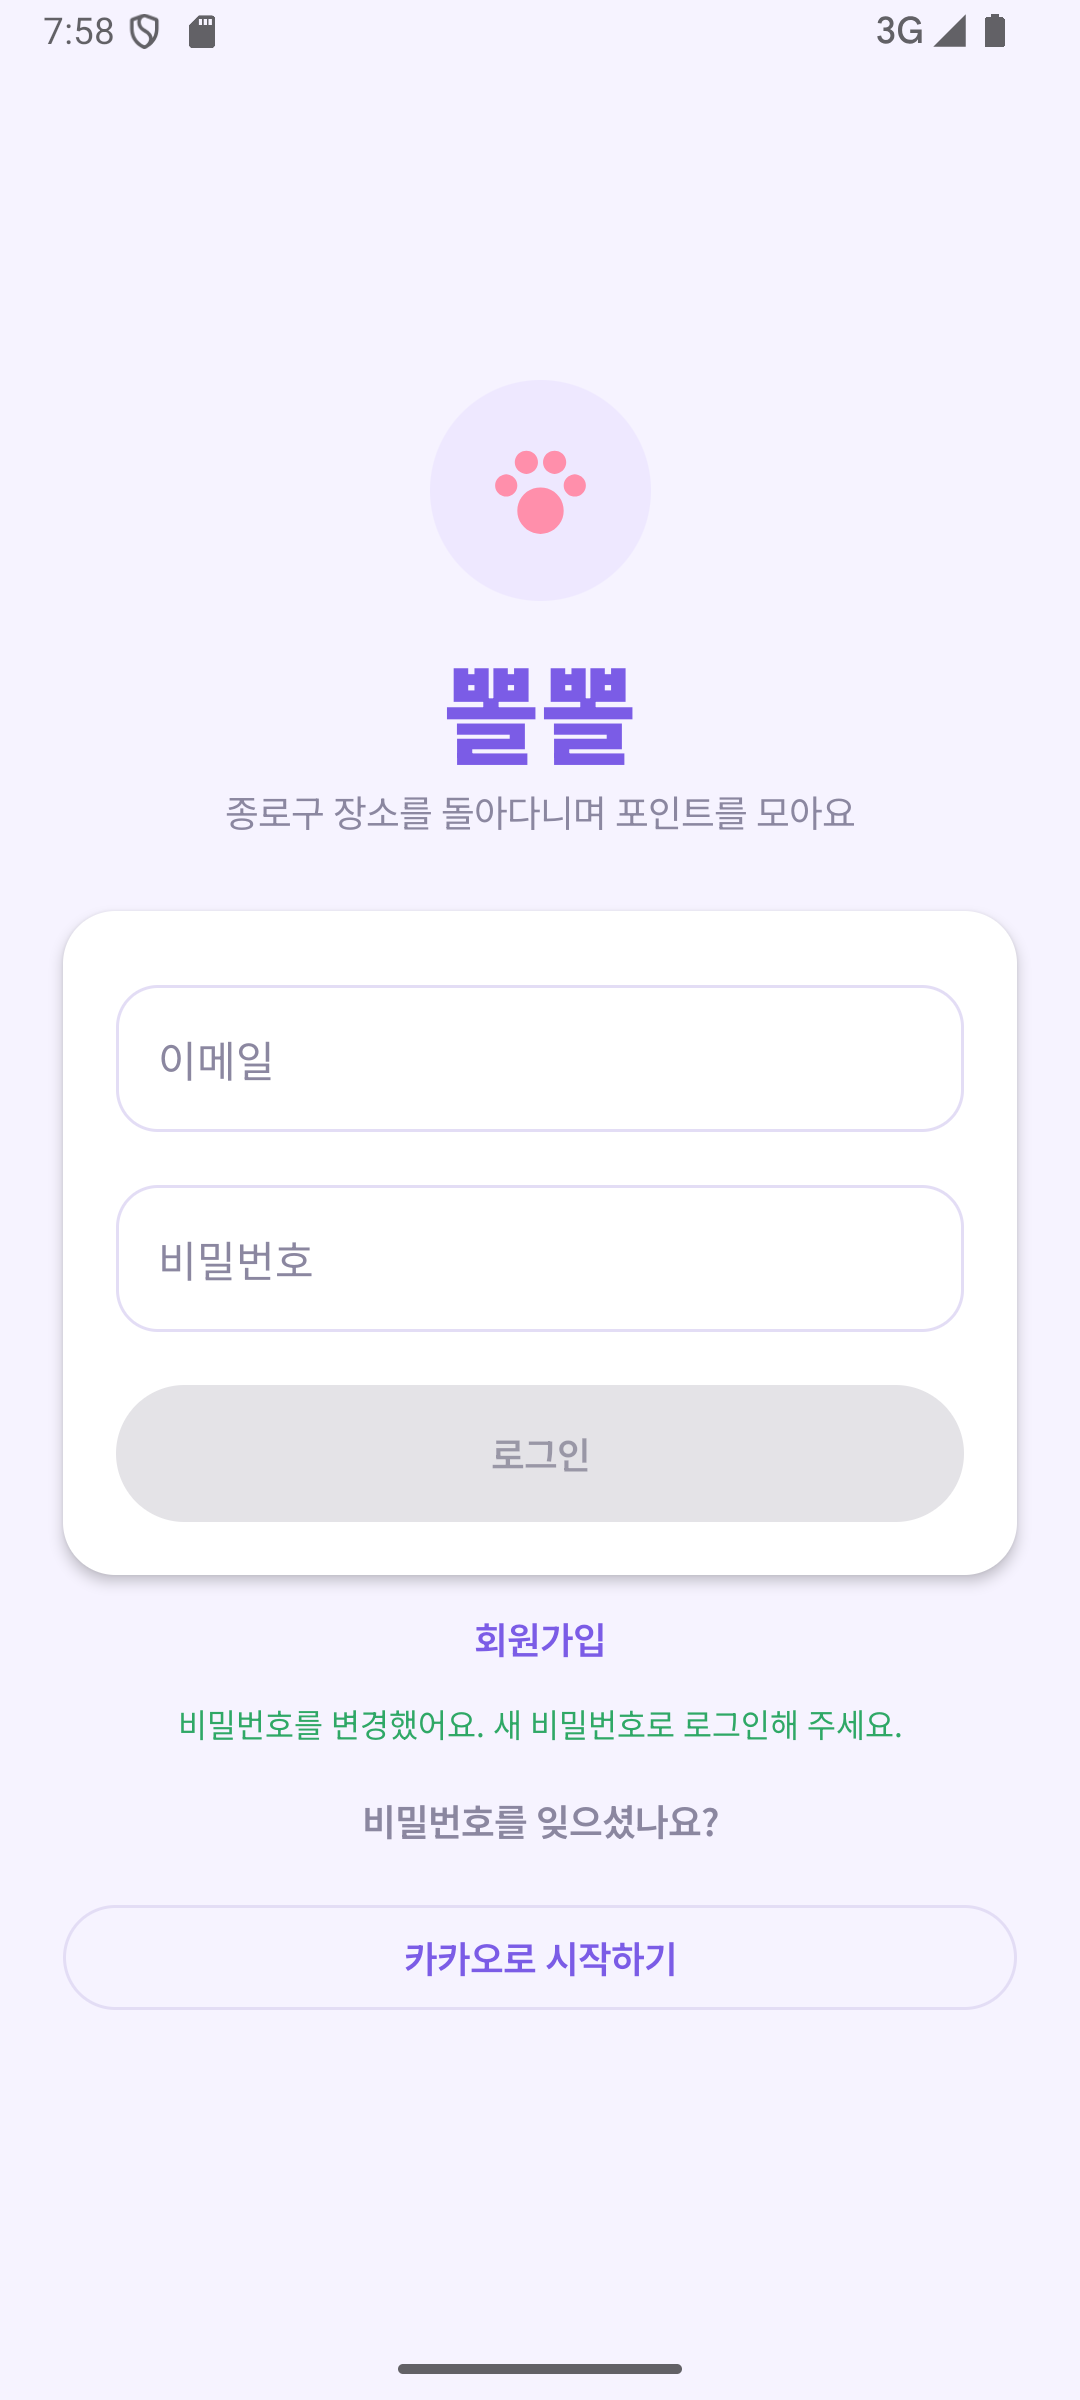 7:58
3G
뽈뽈
종로구 장소를 돌아다니며 포인트를 모아요
이메일
비밀번호
로그인
회원가입
비밀번호를 변경했어요. 새 비밀번호로 로그인해 주세요.
비밀번호를 잊으셨나요?
카카오로 시작하기